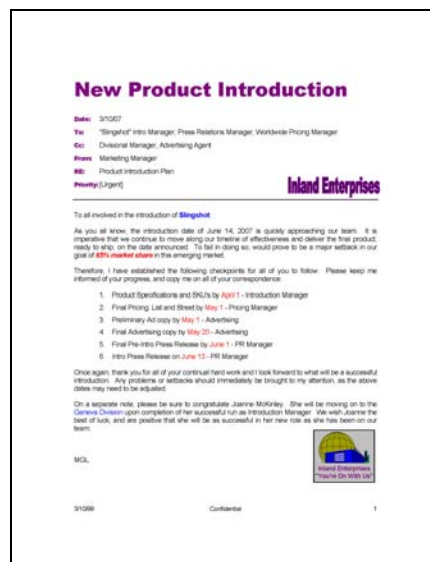 New Product Introduction
Date: 3/10/07
To: "Slingshot" Intro Manager, Press Relations Manager, Worldwide Pricing Manager
Cc: Divisional Manager, Advertising Agent
From: Marketing Manager
RE: Product Introduction Plan
Priority: [Urgent]
Inland Enterprises
To all involved in the introduction of Slingshot:
As you all know, the introduction date of June 14, 2007 is quickly approaching our team. It is
imperative that we continue to move along our timeline of effectiveness and deliver the final product,
ready to ship, on the date announced. To fail in doing so, would prove to be a major setback in our
goal of 65% market share in this emerging market.
Therefore, I have established the following checkpoints for all of you to follow. Please keep me
informed of your progress, and copy me on all of your correspondence:
1. Product Specifications and SKU's by April 1 - Introduction Manager
2. Final Pricing: List and Street by May 1 - Pricing Manager
3. Preliminary Ad copy by May 1 - Advertising
4. Final Advertising copy by May 20 - Advertising
5. Final Pre-Intro Press Release by June 1 - PR Manager
6. Intro Press Release on June 13 - PR Manager
Once again, thank you for all of your continual hard work and I look forward to what will be a successful
introduction. Any problems or setbacks should immediately be brought to my attention, as the above
dates may need to be adjusted.
On a separate note, please be sure to congratulate Joanne McKinley. She will be moving on to the
Geneva Division upon completion of her successful run as Introduction Manager. We wish Joanne the
best of luck, and are positive that she will be as successful in her new role as she has been on our
team.
MGL
Inland Enterprises
"You're On With Us"
3/10/99 Confidential 1